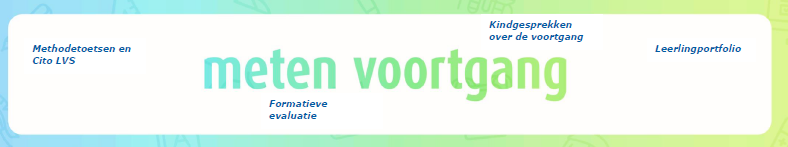 Kindgesprekken
over de voortgang
Methodetoetsen en
Cito LVS
Leerlingportfolio
meten voortgang
Formatieve
evaluatie